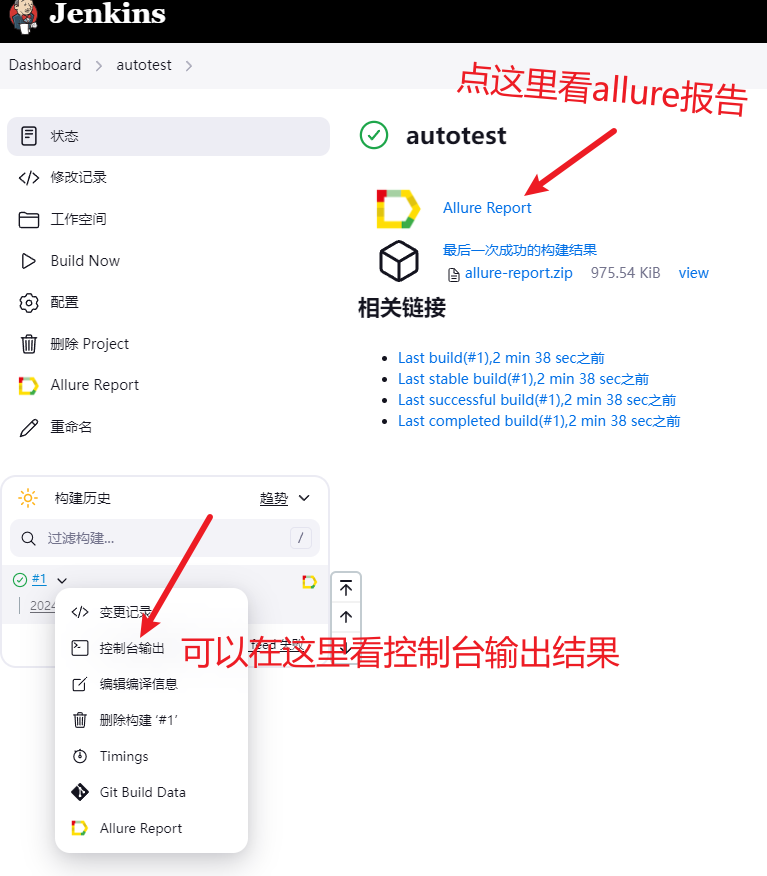 Jenkins
Dashboard
autotest
点这里看allure报告
状态
修改记录
工作空间
Build Now
配置
删除 Project
Allure Report
重命名
autotest
Allure Report
最后一次成功的构建结果
allure-report.zip 975.54 KiB view
相关链接
Last build(#1),2 min 38 sec之前
Last stable build(#1),2 min 38 sec之前
Last successful build(#1),2 min 38 sec之前
Last completed build(#1),2 min 38 sec之前
构建历史 趋势
过滤构建... /
#1
2024
变更记录
控制台输出
可以在这里看控制台输出结果
编辑编译信息
删除构建 ‘#1’
Timings
Git Build Data
Allure Report